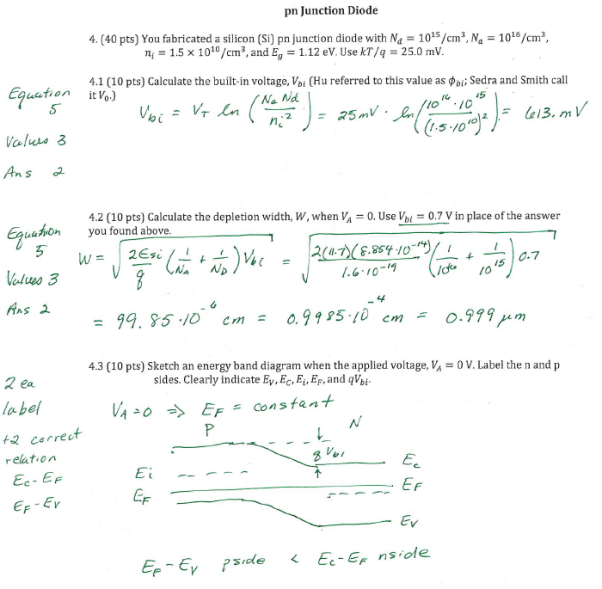 pn Junction Diode
4. (40 pts) You fabricated a silicon (Si) pn junction diode with N_d = 10^15/cm³, N_a = 10^16/cm³,
n_i = 1.5 × 10^10/cm³, and E_g = 1.12 eV. Use kT/q = 25.0 mV.
4.1 (10 pts) Calculate the built-in voltage, V_bi (Hu referred to this value as ϕ_bi; Sedra and Smith call
it V_0.)
Equation
5
Values 3
Ans 2
V_bi = V_T ln (N_a N_d / n_i²) = 25mV · ln (10^16 · 10^15 / (1.5·10^10)²) = 613. mV
4.2 (10 pts) Calculate the depletion width, W, when V_A = 0. Use V_bi = 0.7 V in place of the answer
you found above.
Equation
5
Values 3
Ans 2
W = √(2ϵ_si / q (1/N_A + 1/N_D) V_bi) = √(2(11.7)(8.854·10^-14) / 1.6·10^-19 (1/10^16 + 1/10^15) 0.7
= 99.85·10^-6 cm = 0.9985·10^-4 cm = 0.999 μm
4.3 (10 pts) Sketch an energy band diagram when the applied voltage, V_A = 0 V. Label the n and p
sides. Clearly indicate E_V, E_C, E_i, E_F, and qV_bi.
2 ea
label
+2 correct
relation
E_C - E_F
E_F - E_V
V_A = 0 ⇒ E_F = constant
P
N
q V_bi
E_c
E_i
E_F
E_F
E_V
E_F - E_V pside < E_C - E_F nside